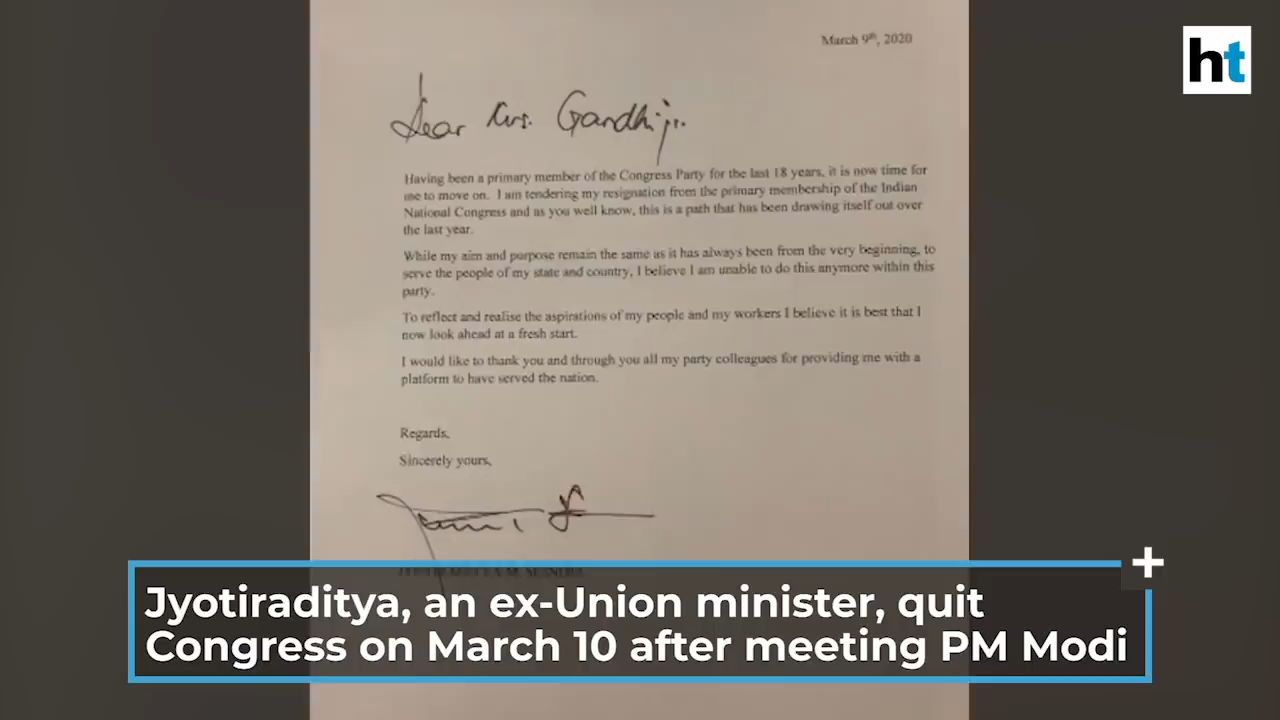 March 9th, 2020
ht
Dear Mrs. Gandhiji.
Having been a primary member of the Congress Party for the last 18 years, it is now time for
me to move on. I am tendering my resignation from the primary membership of the Indian
National Congress and as you well know, this is a path that has been drawing itself out over
the last year.
While my aim and purpose remain the same as it has always been from the very beginning, to
serve the people of my state and country, I believe I am unable to do this anymore within this
party.
To reflect and realise the aspirations of my people and my workers I believe it is best that I
now look ahead at a fresh start.
I would like to thank you and through you all my party colleagues for providing me with a
platform to have served the nation.
Regards,
Sincerely yours,
Jyotiraditya, an ex-Union minister, quit
Congress on March 10 after meeting PM Modi